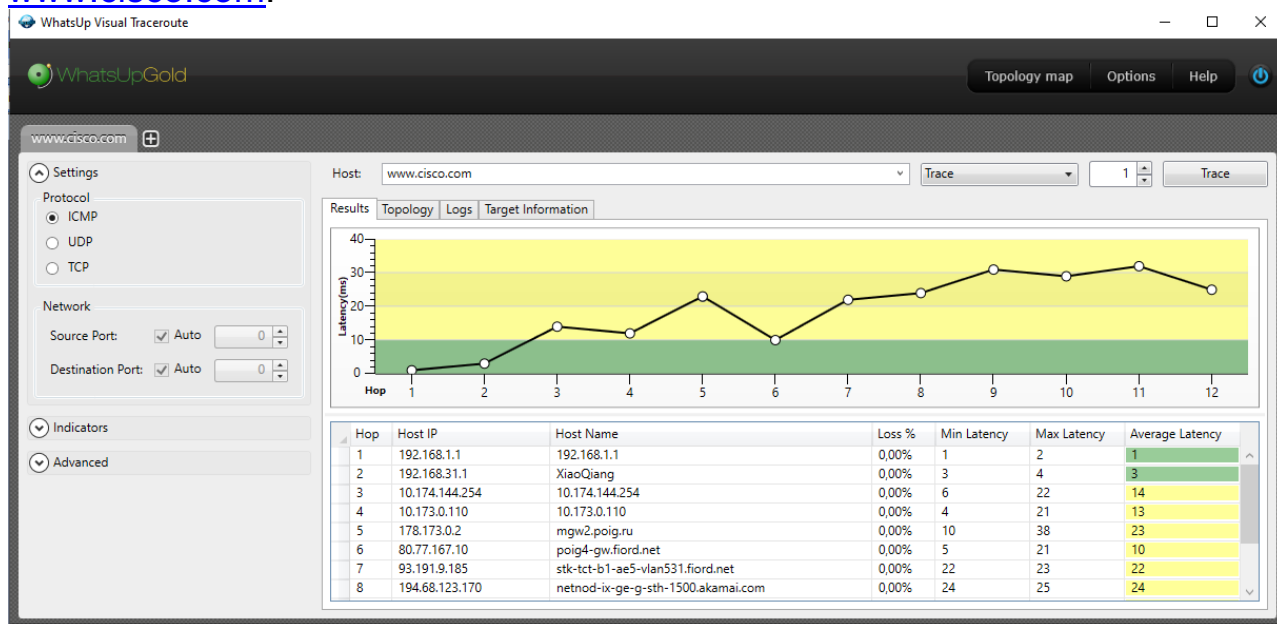 www.cisco.com.
WhatsUp Visual Traceroute
WhatsUpGold
Topology map Options Help
www.cisco.com
Settings
Protocol
ICMP
UDP
TCP
Network
Source Port: Auto 0
Destination Port: Auto 0
Indicators
Advanced
Host: www.cisco.com Trace 1 Trace
Results Topology Logs Target Information
Latency(ms)
40
30
20
10
0
Hop 1 2 3 4 5 6 7 8 9 10 11 12
Hop Host IP Host Name Loss % Min Latency Max Latency Average Latency
1 192.168.1.1 192.168.1.1 0,00% 1 2 1
2 192.168.31.1 XiaoQiang 0,00% 3 4 3
3 10.174.144.254 10.174.144.254 0,00% 6 22 14
4 10.173.0.110 10.173.0.110 0,00% 4 21 13
5 178.173.0.2 mgw2.poig.ru 0,00% 10 38 23
6 80.77.167.10 poig4-gw.fiord.net 0,00% 5 21 10
7 93.191.9.185 stk-tct-b1-ae5-vlan531.fiord.net 0,00% 22 23 22
8 194.68.123.170 netnod-ix-ge-g-sth-1500.akamai.com 0,00% 24 25 24